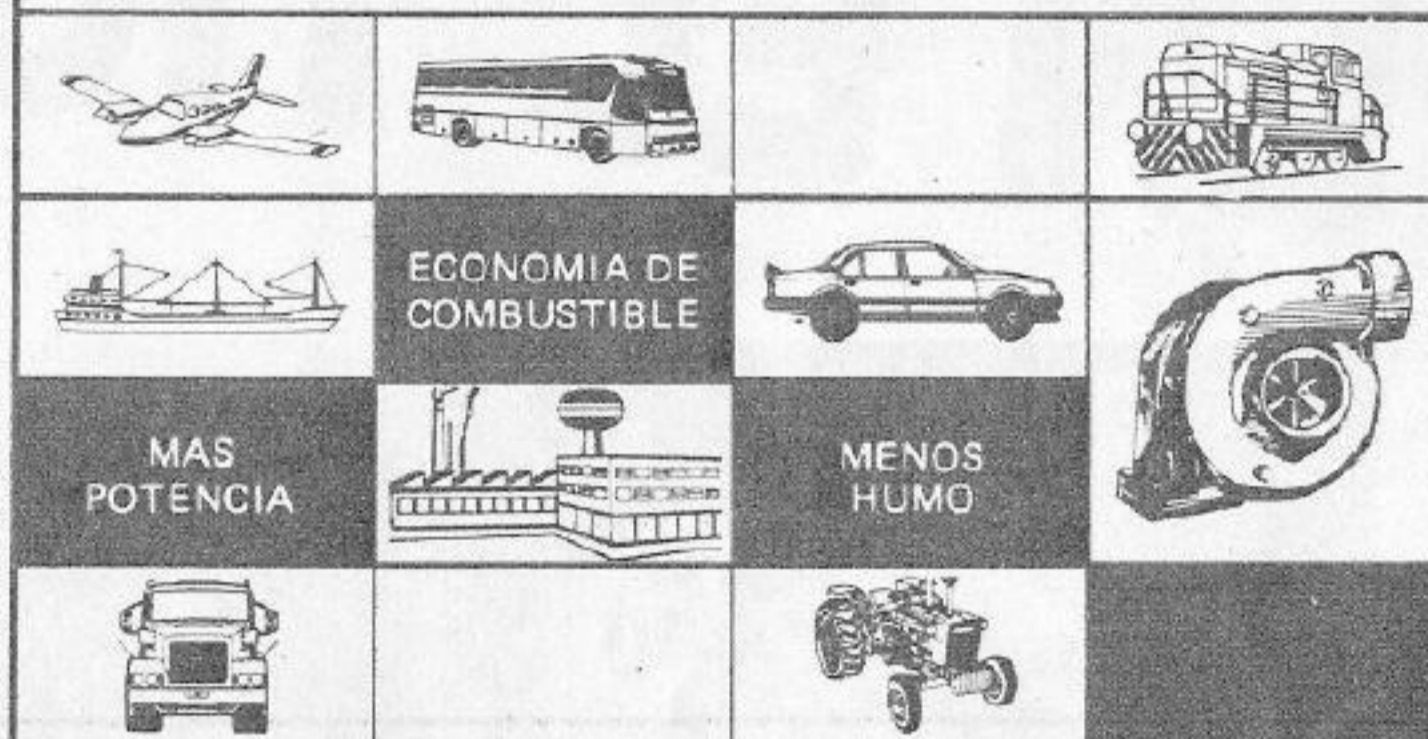 ECONOMIA DE
COMBUSTIBLE
MAS
POTENCIA
MENOS
HUMO